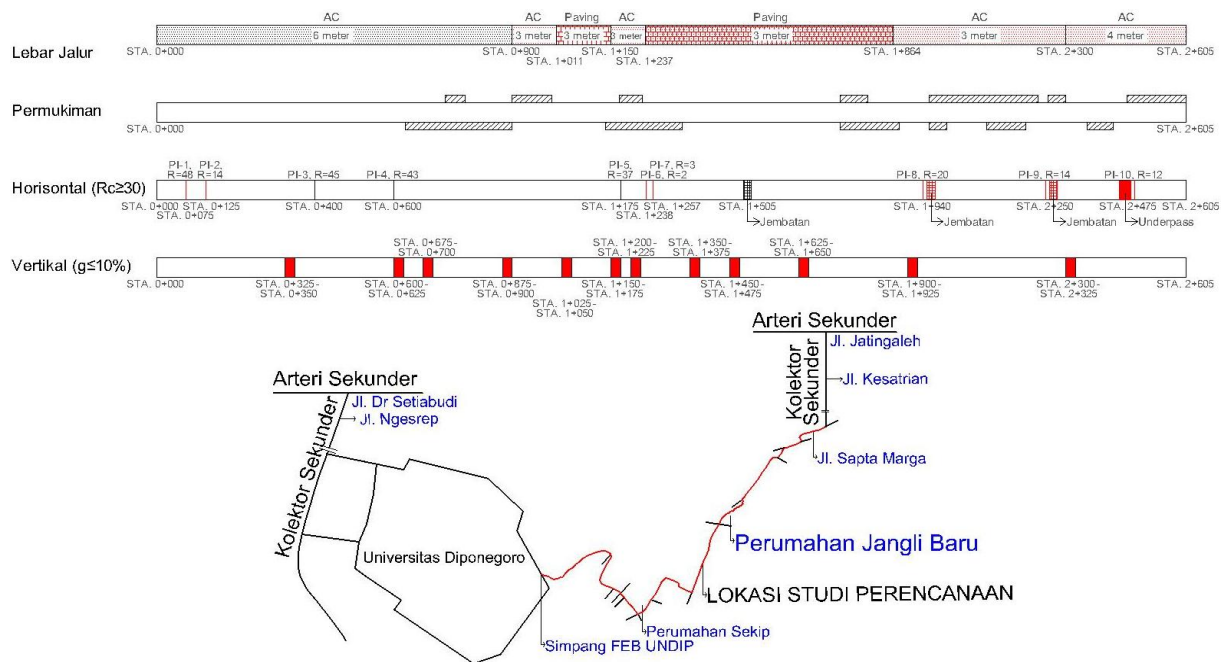 AC AC Paving AC Paving AC AC
Lebar Jalur
6 meter 3 meter 3 meter 3 meter 3 meter 3 meter 4 meter
STA. 0+000 STA. 0+900 STA. 1+150 STA. 1+864 STA. 2+300 STA. 2+605
STA. 1+011 STA. 1+237
Permukiman
STA. 0+000 STA. 2+605
PI-1, R=48
PI-2, R=14
PI-3, R=45
PI-4, R=43
PI-5, R=37
PI-7, R=3
PI-6, R=2
PI-8, R=20
PI-9, R=14
PI-10, R=12
Horisontal (Rc≥30)
STA. 0+000 STA. 0+125 STA. 0+400 STA. 0+600 STA. 1+175 STA. 1+257 STA. 1+505 STA. 1+940 STA. 2+250 STA. 2+475 STA. 2+605
STA. 0+075 STA. 1+238
Jembatan Jembatan Jembatan Underpass
STA. 0+675-
0+700
STA. 1+200-
1+225
STA. 1+350-
1+375
STA. 1+625-
1+650
Vertikal (g≤10%)
STA. 0+000
STA. 0+325-
0+350
STA. 0+600-
0+625
STA. 0+875-
0+900
STA. 1+025-
1+050
STA. 1+150-
1+175
STA. 1+450-
1+475
STA. 1+900-
1+925
STA. 2+300-
2+325
STA. 2+605
Arteri Sekunder
Jl. Jatingaleh
Kolektor
Sekunder
Jl. Kesatrian
Jl. Sapta Marga
Arteri Sekunder
Jl. Dr Setiabudi
Jl. Ngesrep
Kolektor Sekunder
Universitas Diponegoro
Perumahan Jangli Baru
LOKASI STUDI PERENCANAAN
Perumahan Sekip
Simpang FEB UNDIP